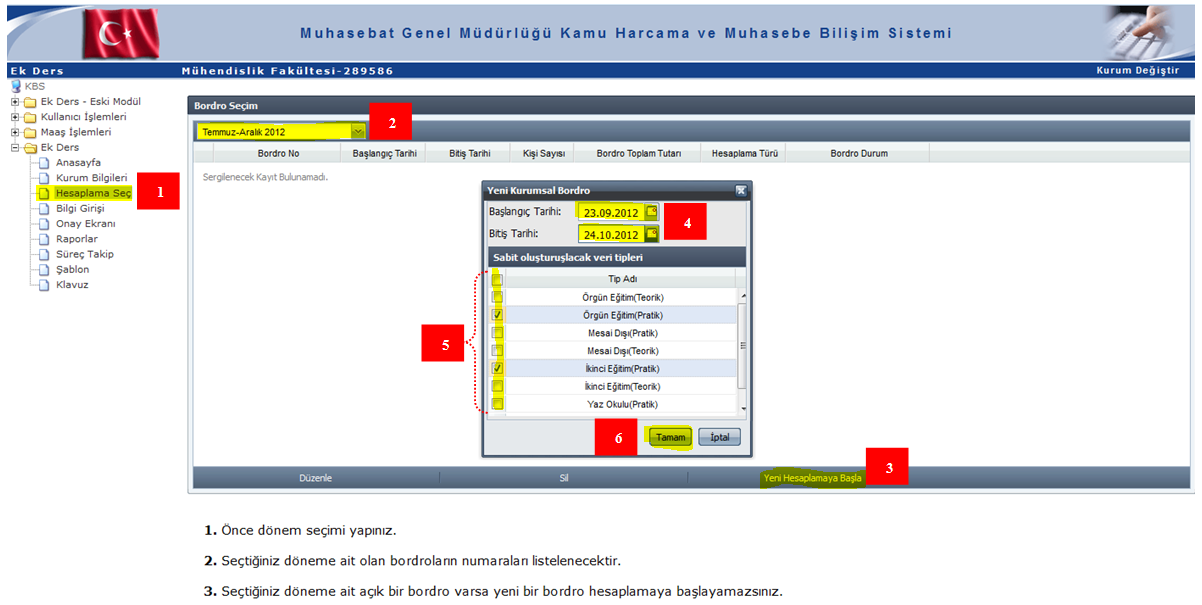 Muhasebat Genel Müdürlüğü Kamu Harcama ve Muhasebe Bilişim Sistemi
Ek Ders Mühendislik Fakültesi-289586 Kurum Değiştir
KBS
Ek Ders - Eski Modül
Kullanıcı İşlemleri
Maaş İşlemleri
Ek Ders
Anasayfa
Kurum Bilgileri
Hesaplama Seç
1
Bilgi Girişi
Onay Ekranı
Raporlar
Süreç Takip
Şablon
Klavuz
Bordro Seçim
Temmuz-Aralık 2012
2
Bordro No Başlangıç Tarihi Bitiş Tarihi Kişi Sayısı Bordro Toplam Tutarı Hesaplama Türü Bordro Durum
Sergilenecek Kayıt Bulunamadı.
Yeni Kurumsal Bordro
Başlangıç Tarihi: 23.09.2012
Bitiş Tarihi: 24.10.2012
4
Sabit oluşturuşlacak veri tipleri
Tip Adı
Örgün Eğitim(Teorik)
Örgün Eğitim(Pratik)
Mesai Dışı(Pratik)
Mesai Dışı(Teorik)
İkinci Eğitim(Pratik)
İkinci Eğitim(Teorik)
Yaz Okulu(Pratik)
5
6
Tamam İptal
Düzenle Sil Yeni Hesaplamaya Başla
3
1. Önce dönem seçimi yapınız.
2. Seçtiğiniz döneme ait olan bordroların numaraları listelenecektir.
3. Seçtiğiniz döneme ait açık bir bordro varsa yeni bir bordro hesaplamaya başlayamazsınız.